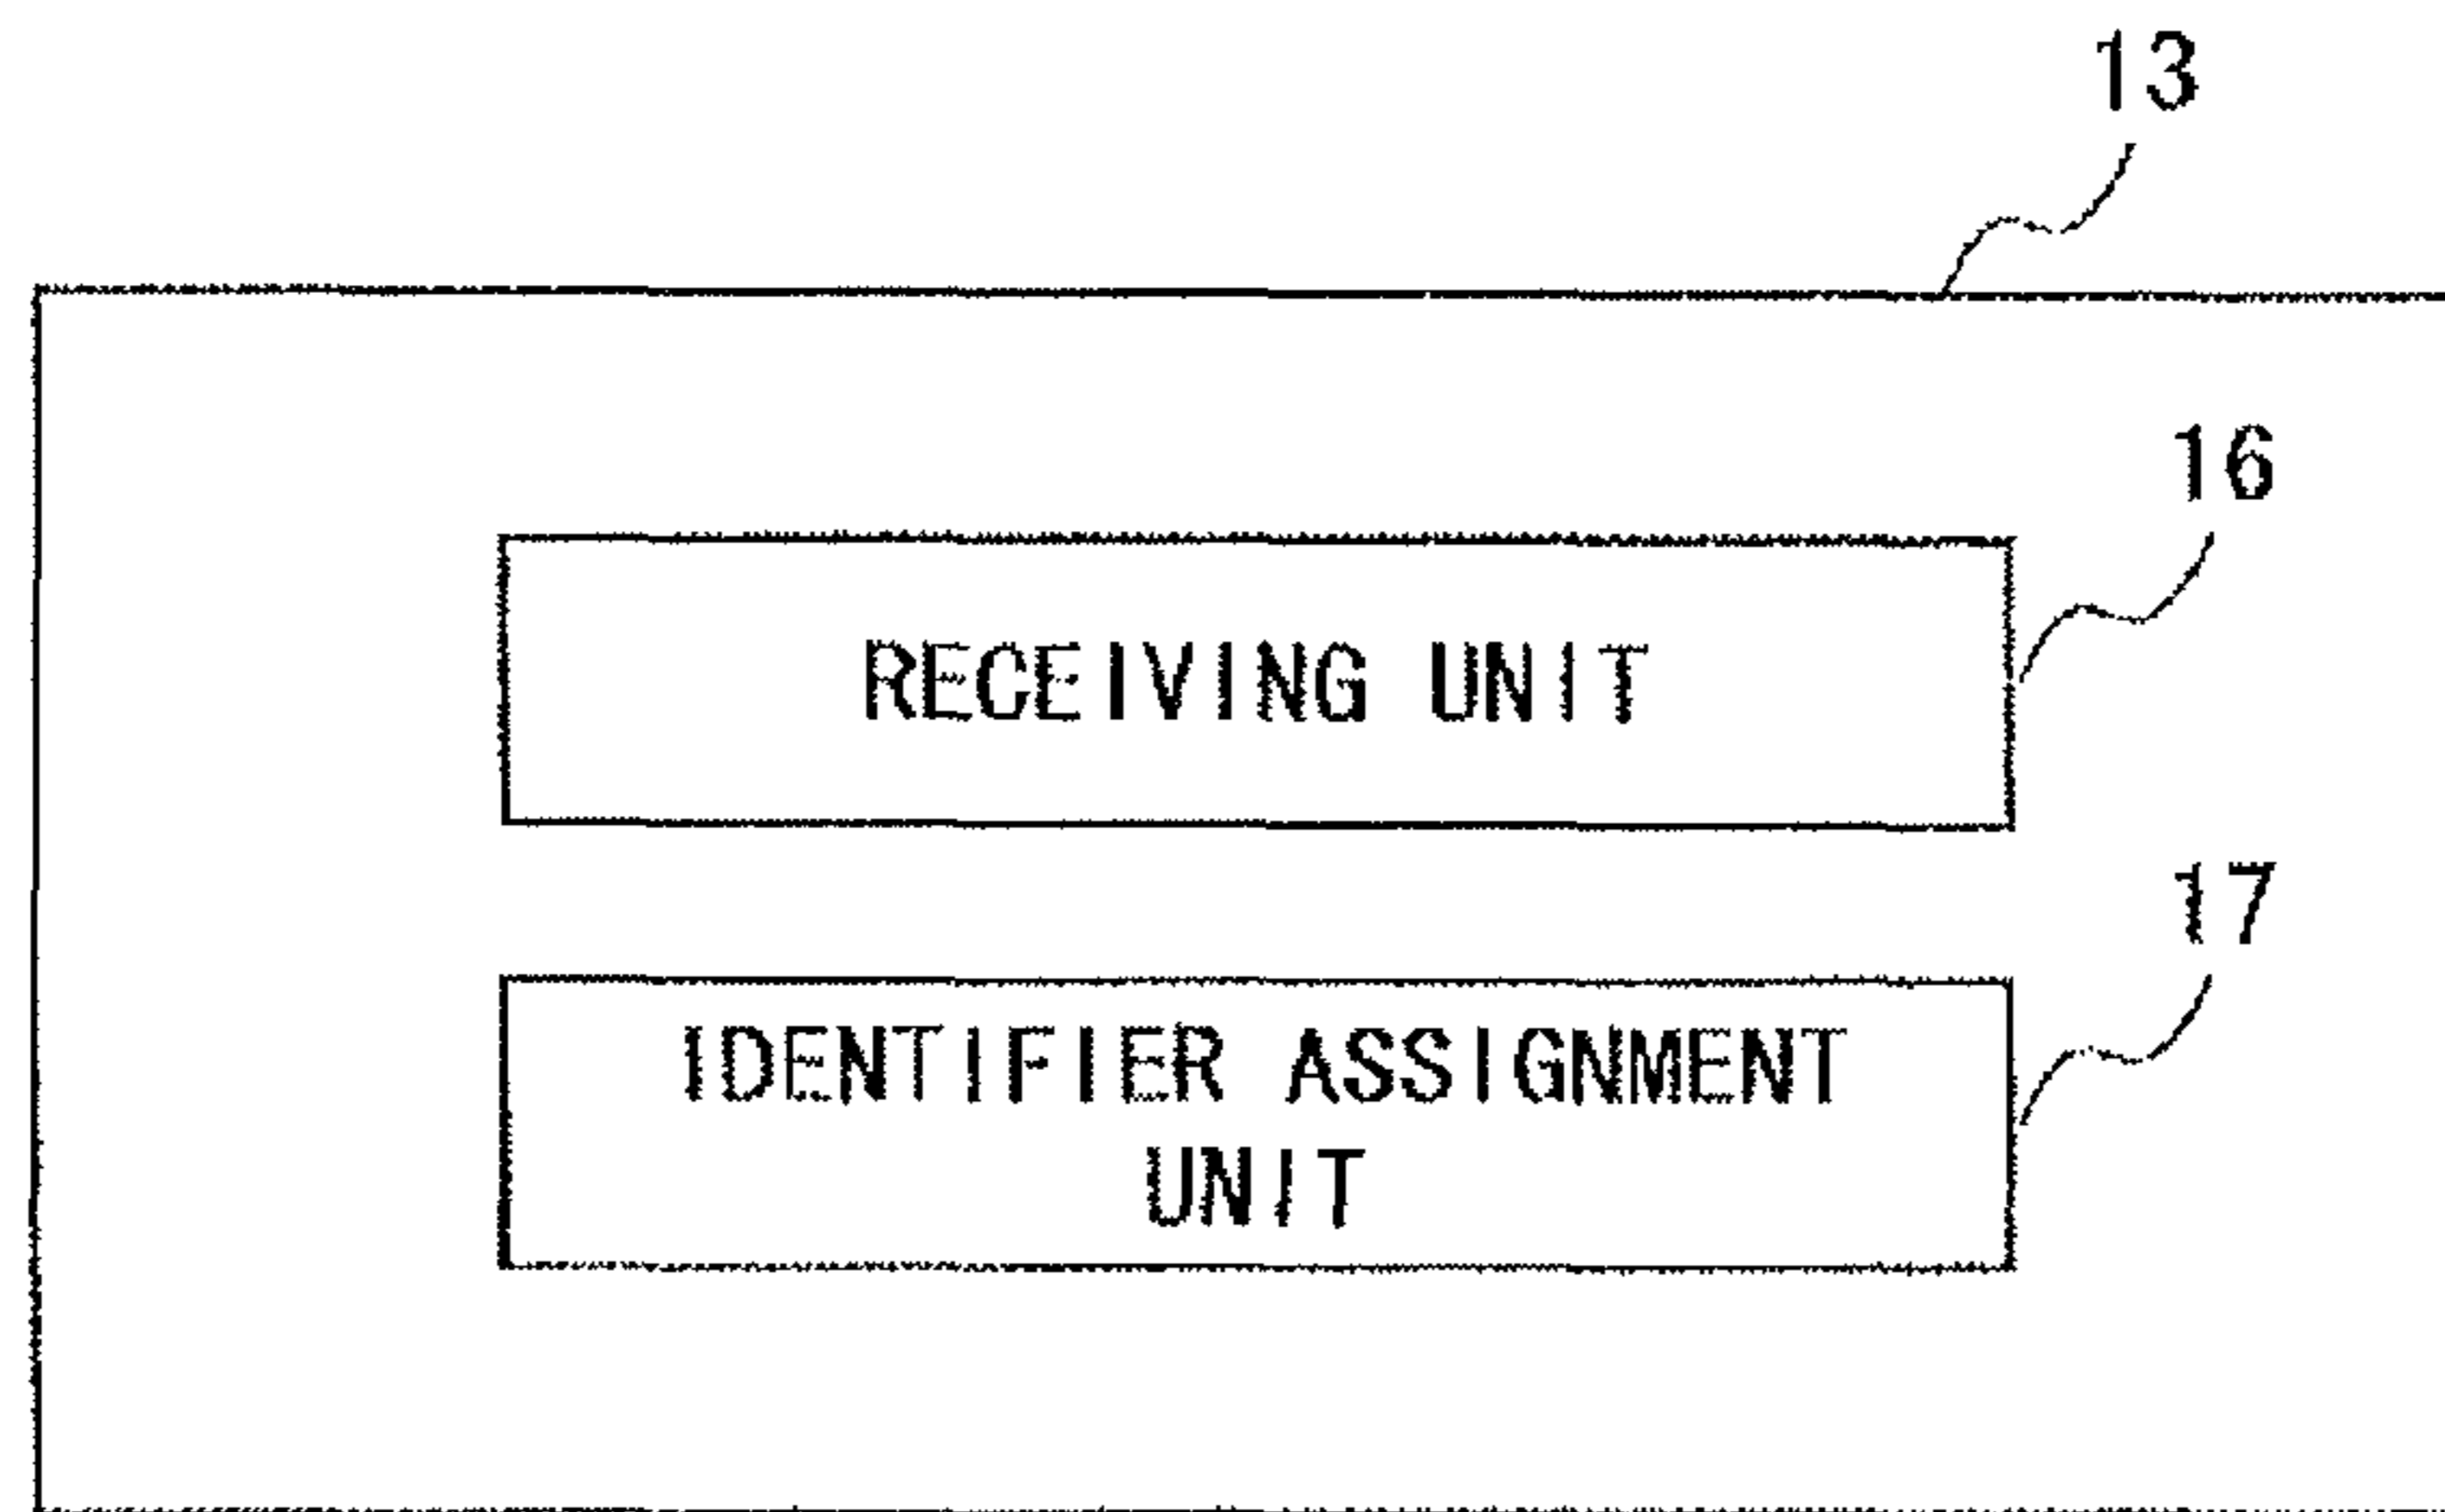 13
16
RECEIVING UNIT
17
IDENTIFIER ASSIGNMENT
UNIT